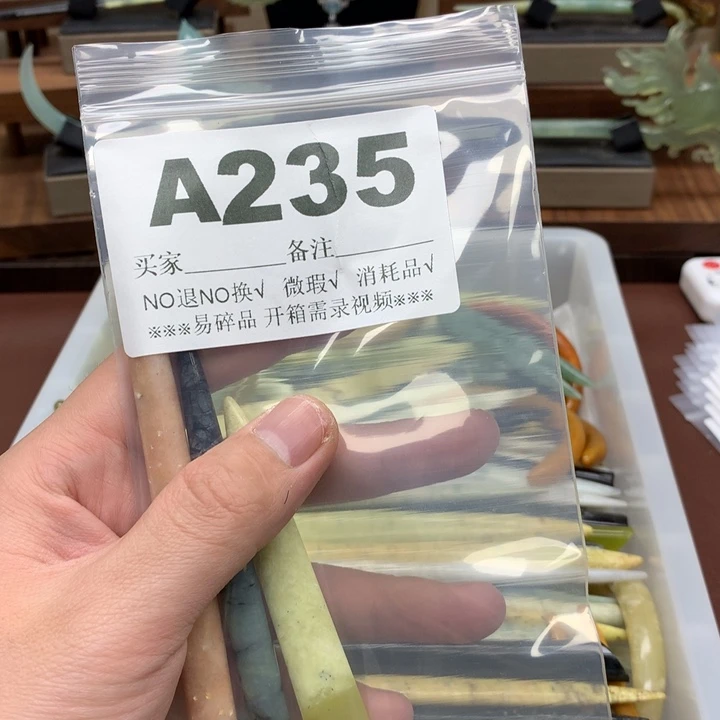 A235
买家________备注________
NO退NO换√ 微瑕√ 消耗品√
※※※易碎品 开箱需录视频※※※